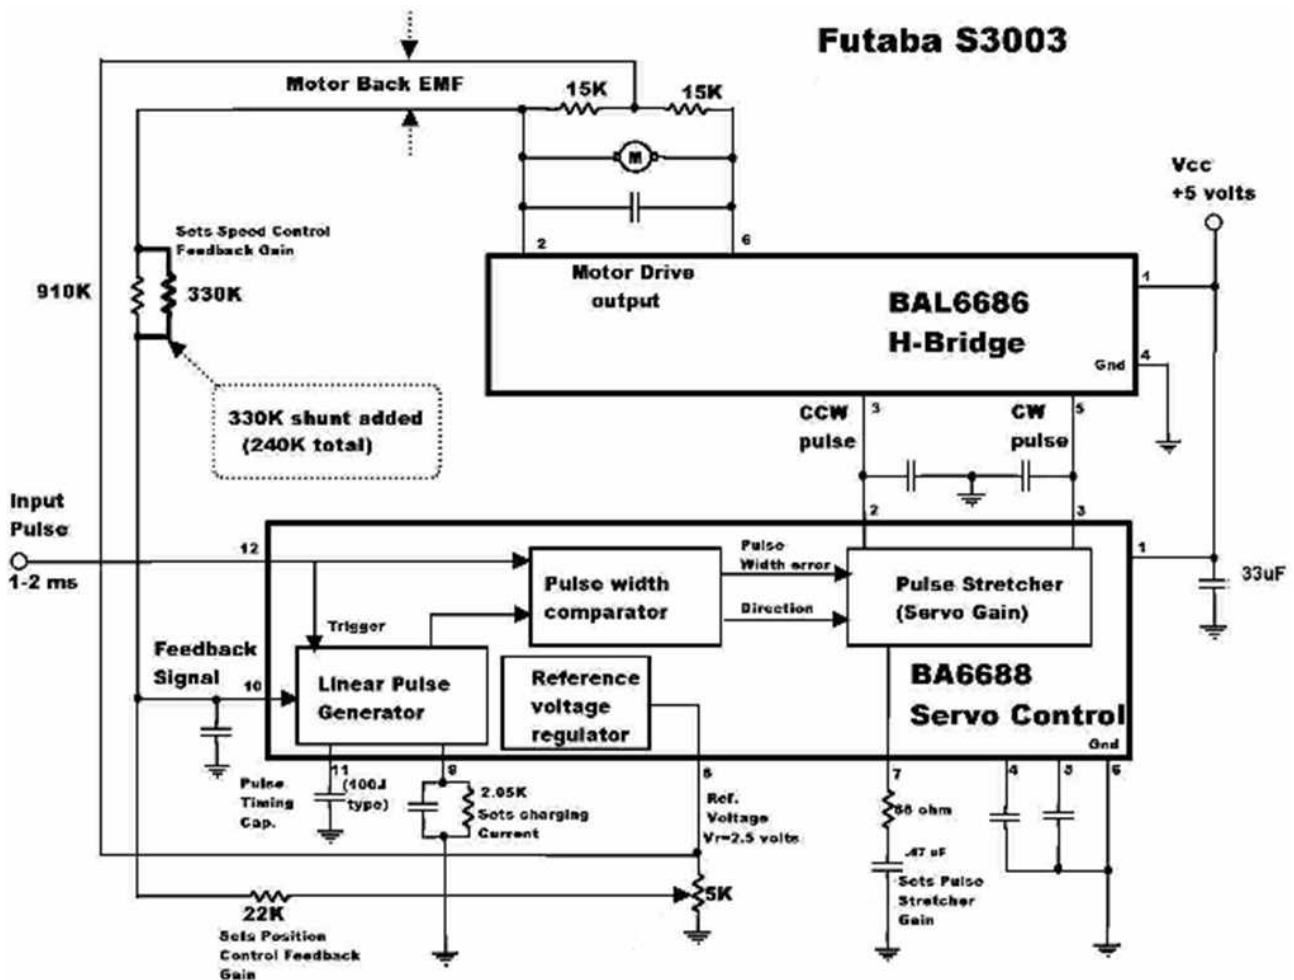 Futaba S3003
Motor Back EMF
15K
15K
M
Vcc
+5 volts
Sets Speed Control
Feedback Gain
2
6
Motor Drive
output
1
910K
330K
BAL6686
H-Bridge
Gnd
4
330K shunt added
(240K total)
CCW
pulse
3
CW
pulse
5
Input
Pulse
1-2 ms
2
3
12
Pulse
Width error
1
33uF
Pulse width
comparator
Pulse Stretcher
(Servo Gain)
Direction
Trigger
Feedback
Signal
10
Linear Pulse
Generator
Reference
voltage
regulator
BA6688
Servo Control
Gnd
11
9
7
4
Pulse
Timing
Cap.
(100J
type)
2.05K
Sets charging
Current
Ref.
Voltage
Vr=2.5 volts
ohm
.47 uF
Sets Pulse
Stretcher
Gain
5K
22K
Sets Position
Control Feedback
Gain